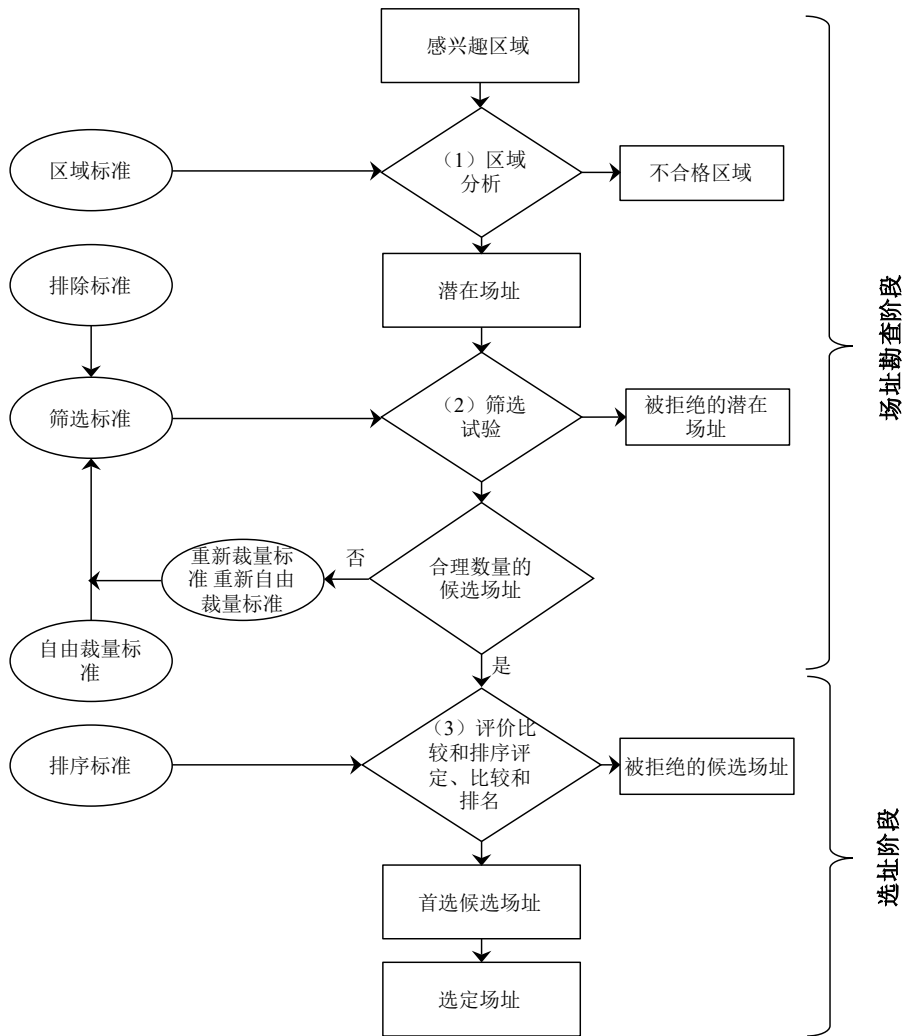 感兴趣区域
区域标准
（1）区域
分析
不合格区域
排除标准
潜在场址
筛选标准
（2）筛选
试验
被拒绝的潜在
场址
场址勘查阶段
重新裁量标
准 重新自由
裁量标准
否
合理数量的
候选场址
自由裁量标
准
是
排序标准
（3）评价比
较和排序评
定、比较和
排名
被拒绝的候选场址
首选候选场址
选定场址
选址阶段